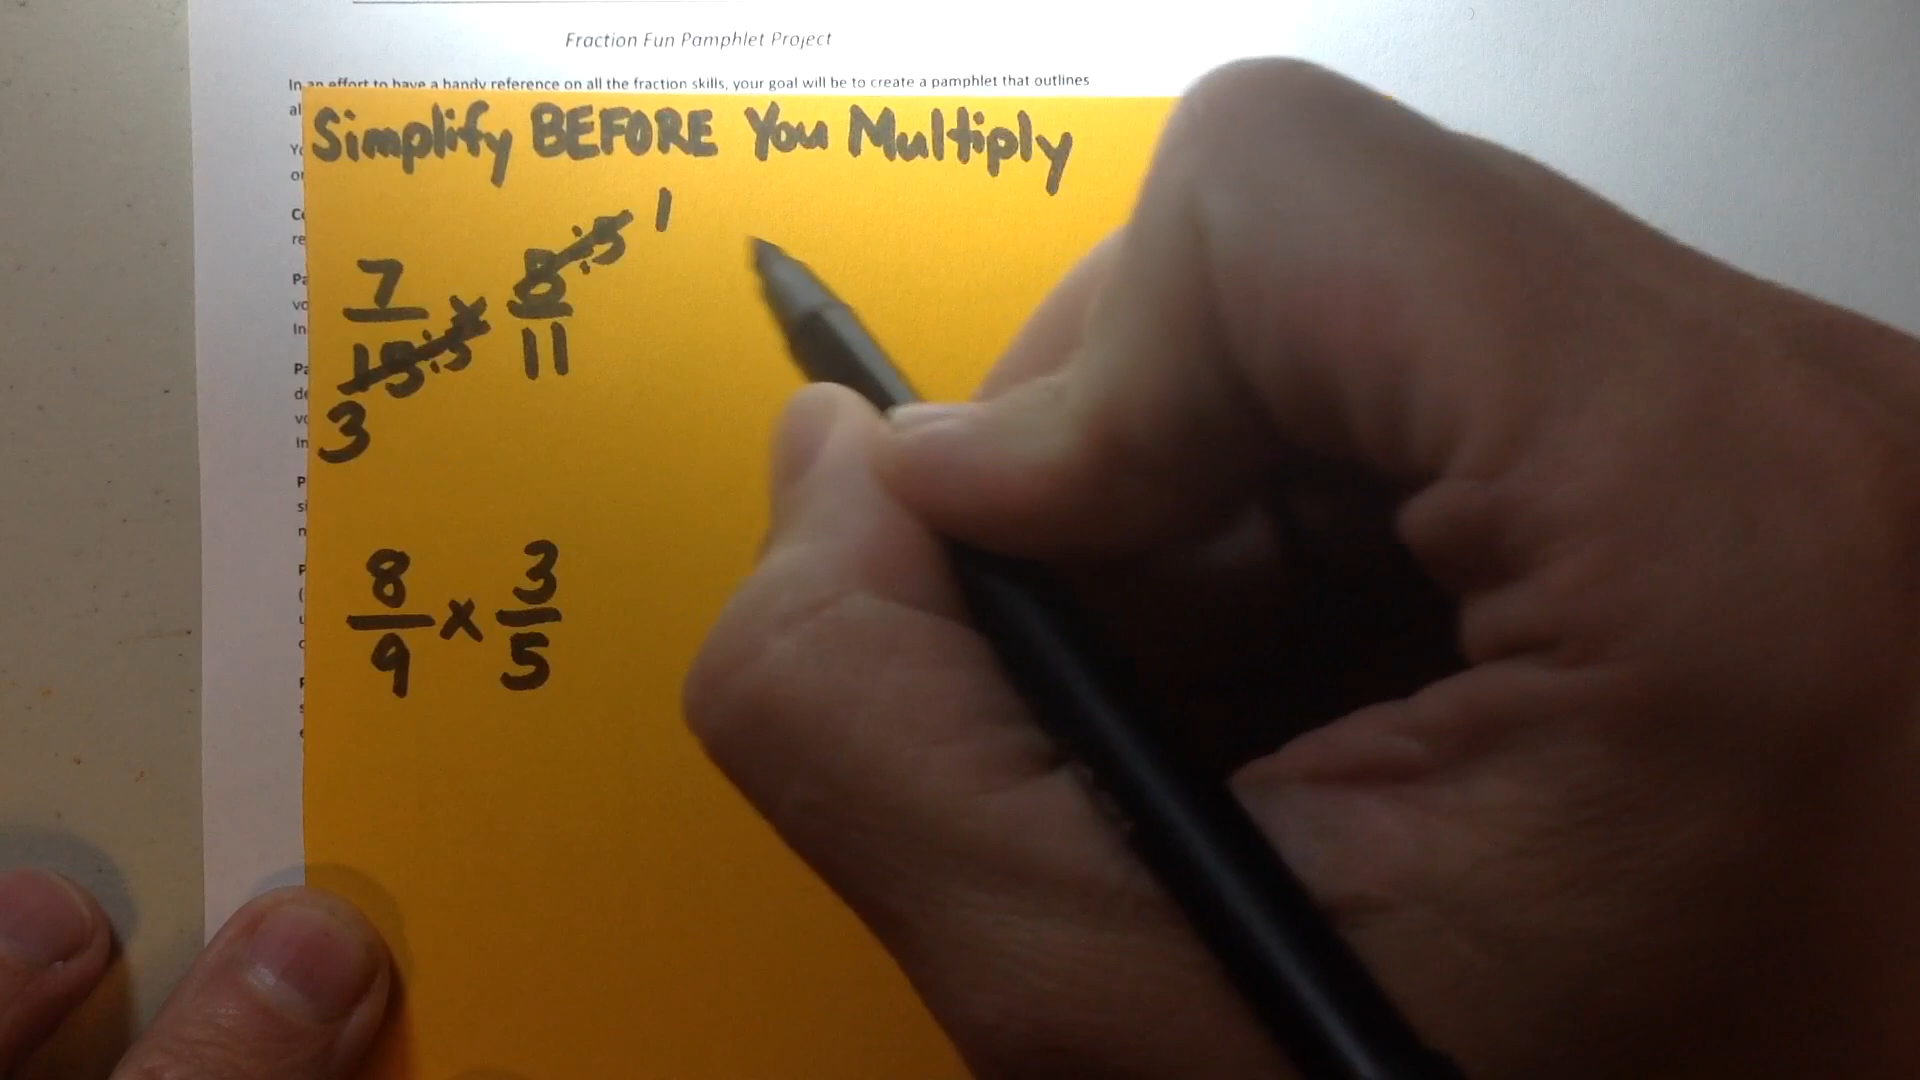 Fraction Fun Pamphlet Project
In an effort to have a handy reference on all the fraction skills, your goal will be to create a pamphlet that outlines
al
Simplify BEFORE You Multiply
1
7 x ÷5
15 ÷5 11
3
8 x 3
9 5